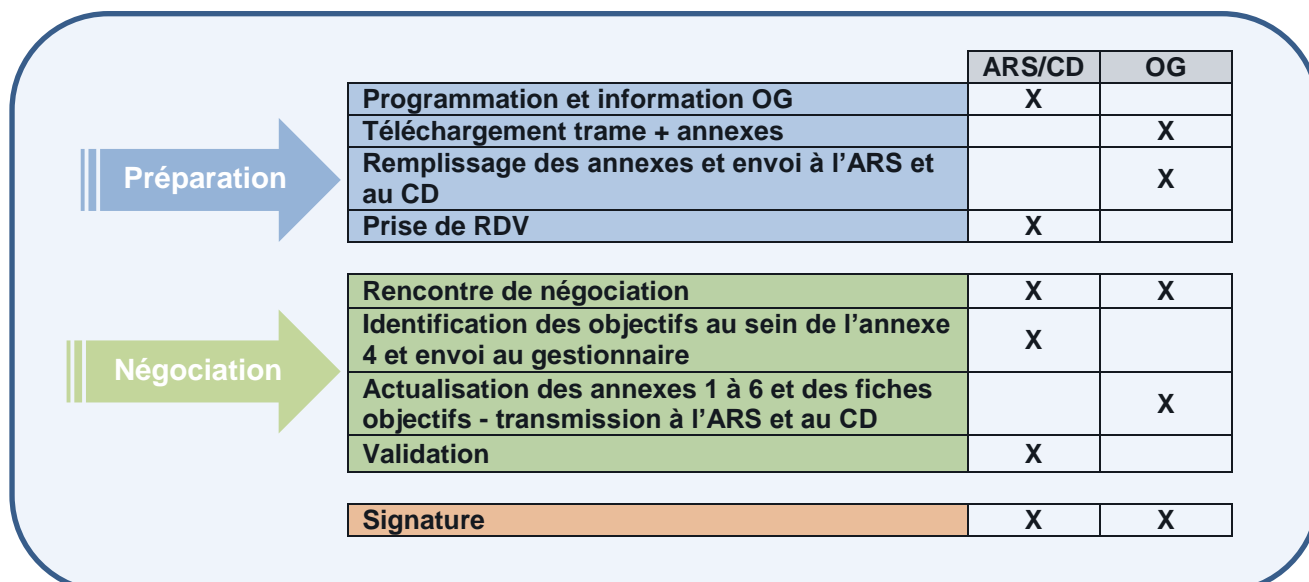 ARS/CD OG
Programmation et information OG X
Téléchargement trame + annexes X
Préparation
Remplissage des annexes et envoi à l’ARS et
au CD X
Prise de RDV X
Rencontre de négociation X X
Identification des objectifs au sein de l’annexe
4 et envoi au gestionnaire X
Négociation
Actualisation des annexes 1 à 6 et des fiches
objectifs - transmission à l’ARS et au CD X
Validation X
Signature X X